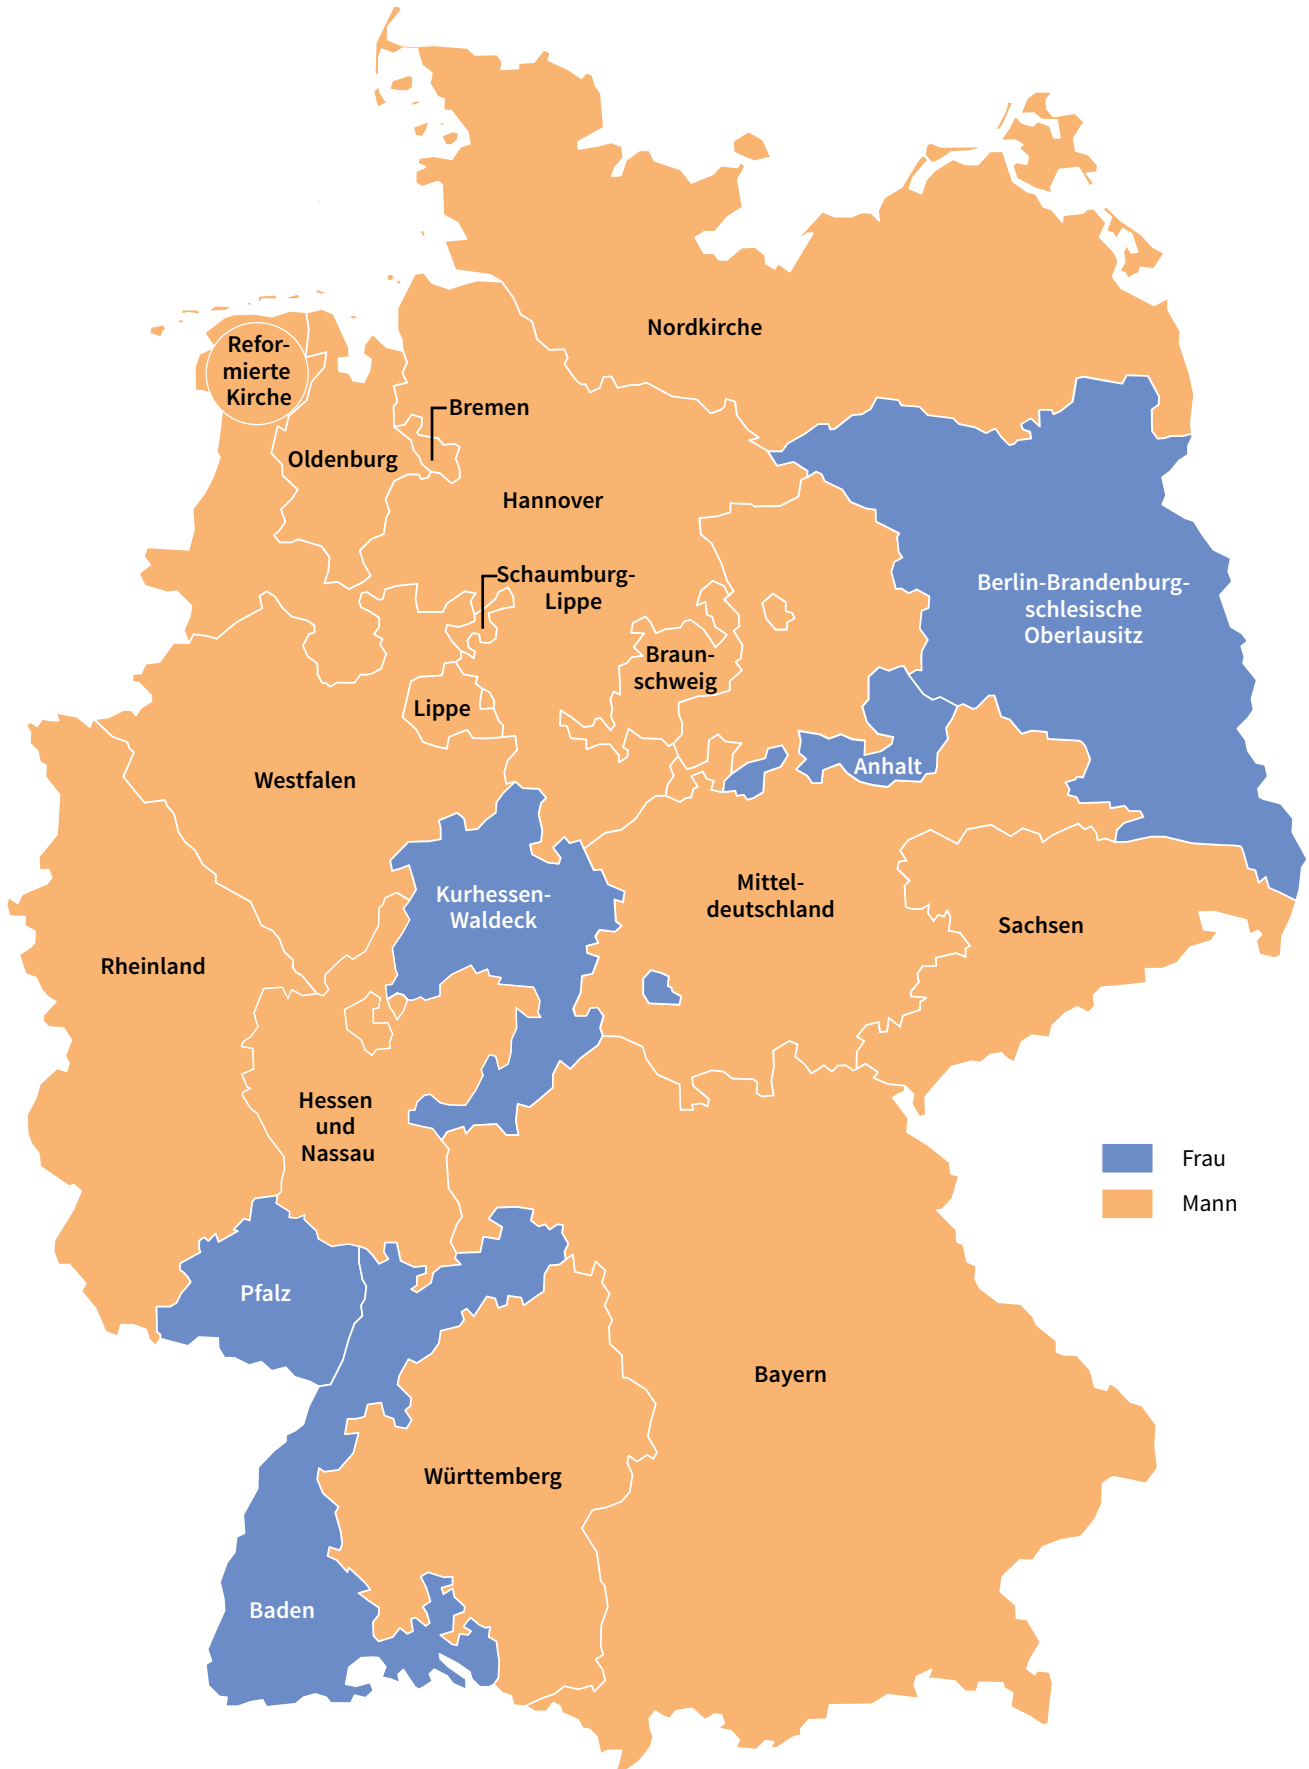 Nordkirche
Refor-
mierte
Kirche
Bremen
Oldenburg
Hannover
Schaumburg-
Lippe
Berlin-Brandenburg-
schlesische
Oberlausitz
Braun-
schweig
Lippe
Westfalen
Anhalt
Kurhessen-
Waldeck
Mittel-
deutschland
Sachsen
Rheinland
Hessen
und
Nassau
Frau
Mann
Pfalz
Bayern
Württemberg
Baden